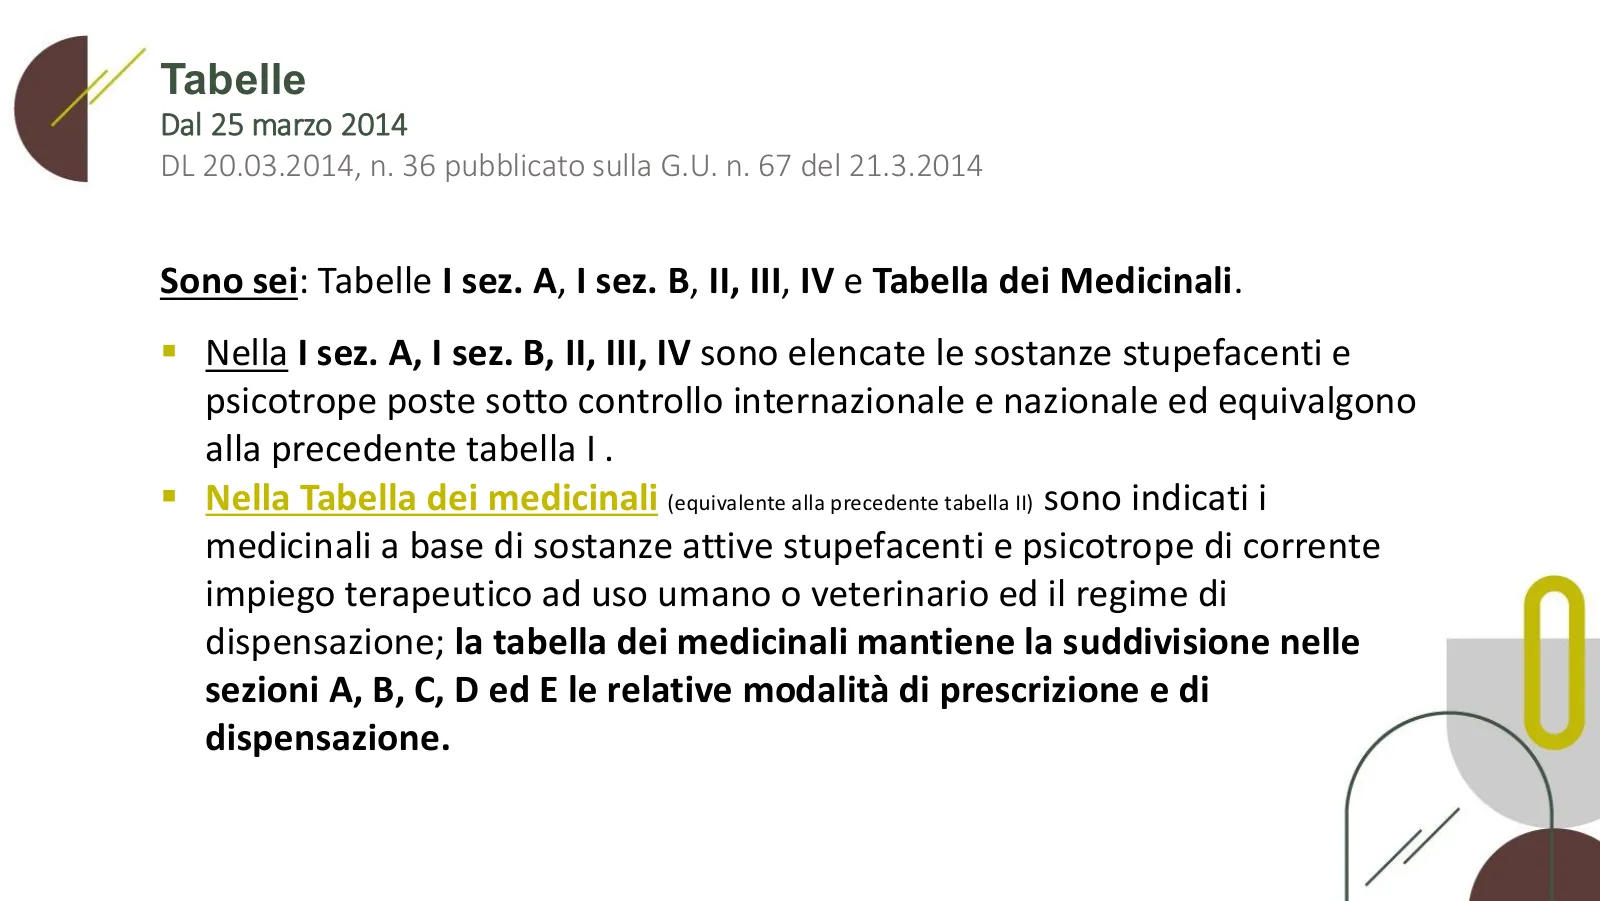 Tabelle
Dal 25 marzo 2014
DL 20.03.2014, n. 36 pubblicato sulla G.U. n. 67 del 21.3.2014
Sono sei: Tabelle I sez. A, I sez. B, II, III, IV e Tabella dei Medicinali.
▪ Nella I sez. A, I sez. B, II, III, IV sono elencate le sostanze stupefacenti e
psicotrope poste sotto controllo internazionale e nazionale ed equivalgono
alla precedente tabella I .
▪ Nella Tabella dei medicinali (equivalente alla precedente tabella II) sono indicati i
medicinali a base di sostanze attive stupefacenti e psicotrope di corrente
impiego terapeutico ad uso umano o veterinario ed il regime di
dispensazione; la tabella dei medicinali mantiene la suddivisione nelle
sezioni A, B, C, D ed E le relative modalità di prescrizione e di
dispensazione.